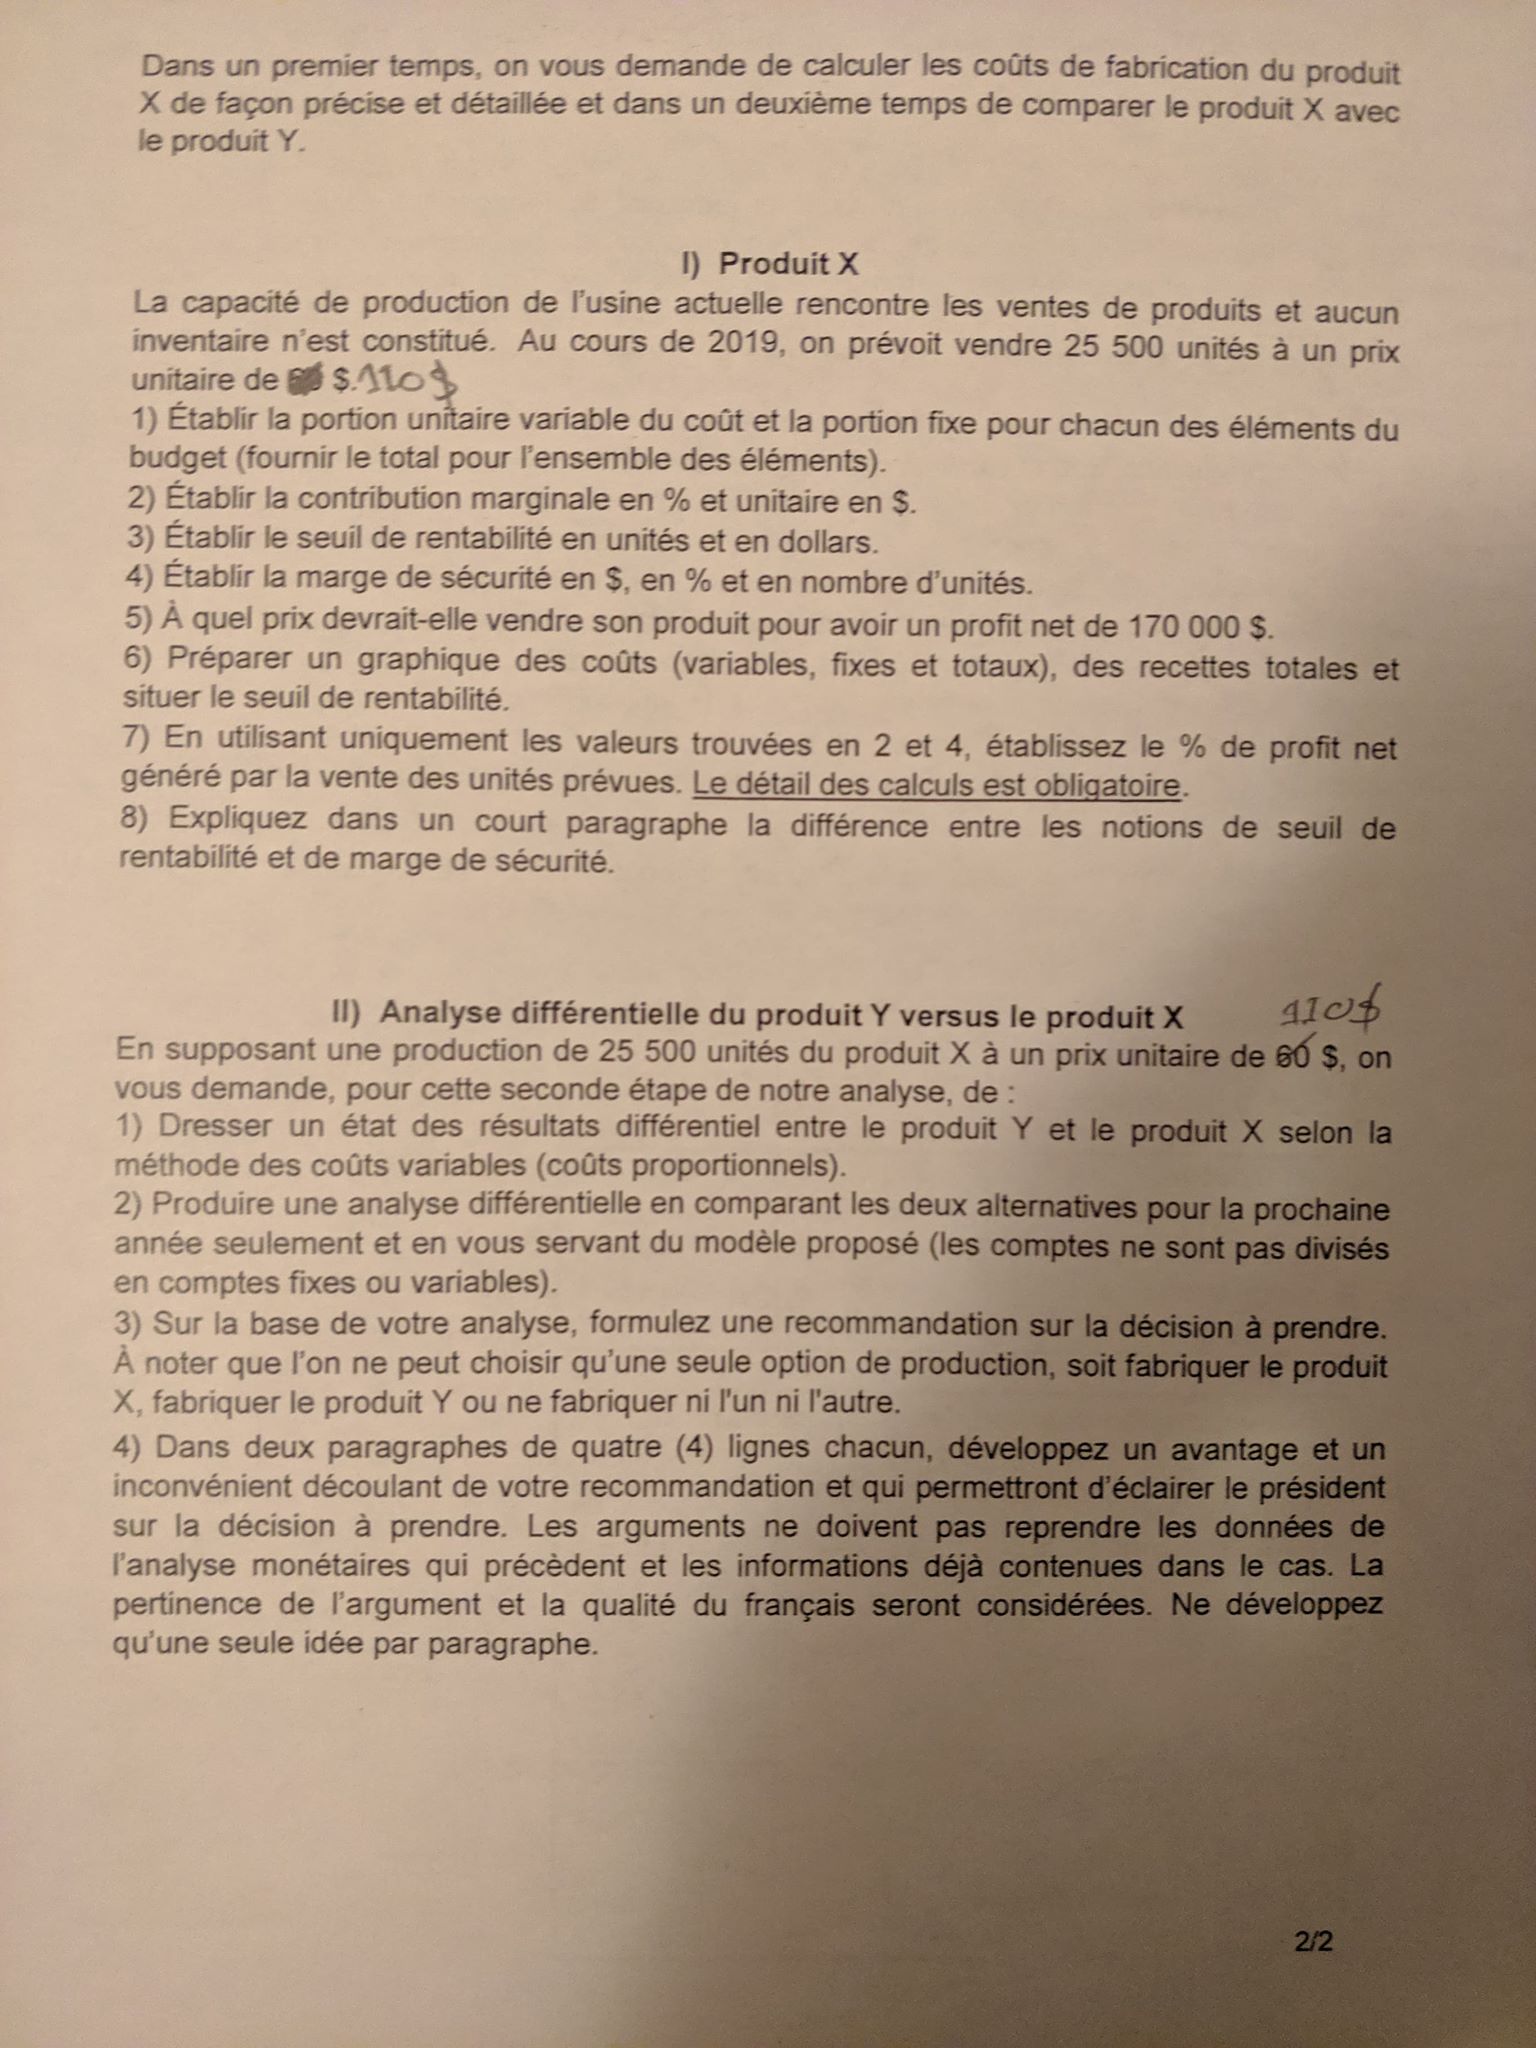 Dans un premier temps, on vous demande de calculer les coûts de fabrication du produit
X de façon précise et détaillée et dans un deuxième temps de comparer le produit X avec
le produit Y.
I) Produit X
La capacité de production de l'usine actuelle rencontre les ventes de produits et aucun
inventaire n'est constitué. Au cours de 2019, on prévoit vendre 25 500 unités à un prix
unitaire de $. 110$
1) Établir la portion unitaire variable du coût et la portion fixe pour chacun des éléments du
budget (fournir le total pour l'ensemble des éléments).
2) Établir la contribution marginale en % et unitaire en $.
3) Établir le seuil de rentabilité en unités et en dollars.
4) Établir la marge de sécurité en $, en % et en nombre d'unités.
5) À quel prix devrait-elle vendre son produit pour avoir un profit net de 170 000 $.
6) Préparer un graphique des coûts (variables, fixes et totaux), des recettes totales et
situer le seuil de rentabilité.
7) En utilisant uniquement les valeurs trouvées en 2 et 4, établissez le % de profit net
généré par la vente des unités prévues. Le détail des calculs est obligatoire.
8) Expliquez dans un court paragraphe la différence entre les notions de seuil de
rentabilité et de marge de sécurité.
II) Analyse différentielle du produit Y versus le produit X 110$
En supposant une production de 25 500 unités du produit X à un prix unitaire de 60 $, on
vous demande, pour cette seconde étape de notre analyse, de :
1) Dresser un état des résultats différentiel entre le produit Y et le produit X selon la
méthode des coûts variables (coûts proportionnels).
2) Produire une analyse différentielle en comparant les deux alternatives pour la prochaine
année seulement et en vous servant du modèle proposé (les comptes ne sont pas divisés
en comptes fixes ou variables).
3) Sur la base de votre analyse, formulez une recommandation sur la décision à prendre.
À noter que l'on ne peut choisir qu'une seule option de production, soit fabriquer le produit
X, fabriquer le produit Y ou ne fabriquer ni l'un ni l'autre.
4) Dans deux paragraphes de quatre (4) lignes chacun, développez un avantage et un
inconvénient découlant de votre recommandation et qui permettront d'éclairer le président
sur la décision à prendre. Les arguments ne doivent pas reprendre les données de
l'analyse monétaires qui précèdent et les informations déjà contenues dans le cas. La
pertinence de l'argument et la qualité du français seront considérées. Ne développez
qu'une seule idée par paragraphe.
2/2